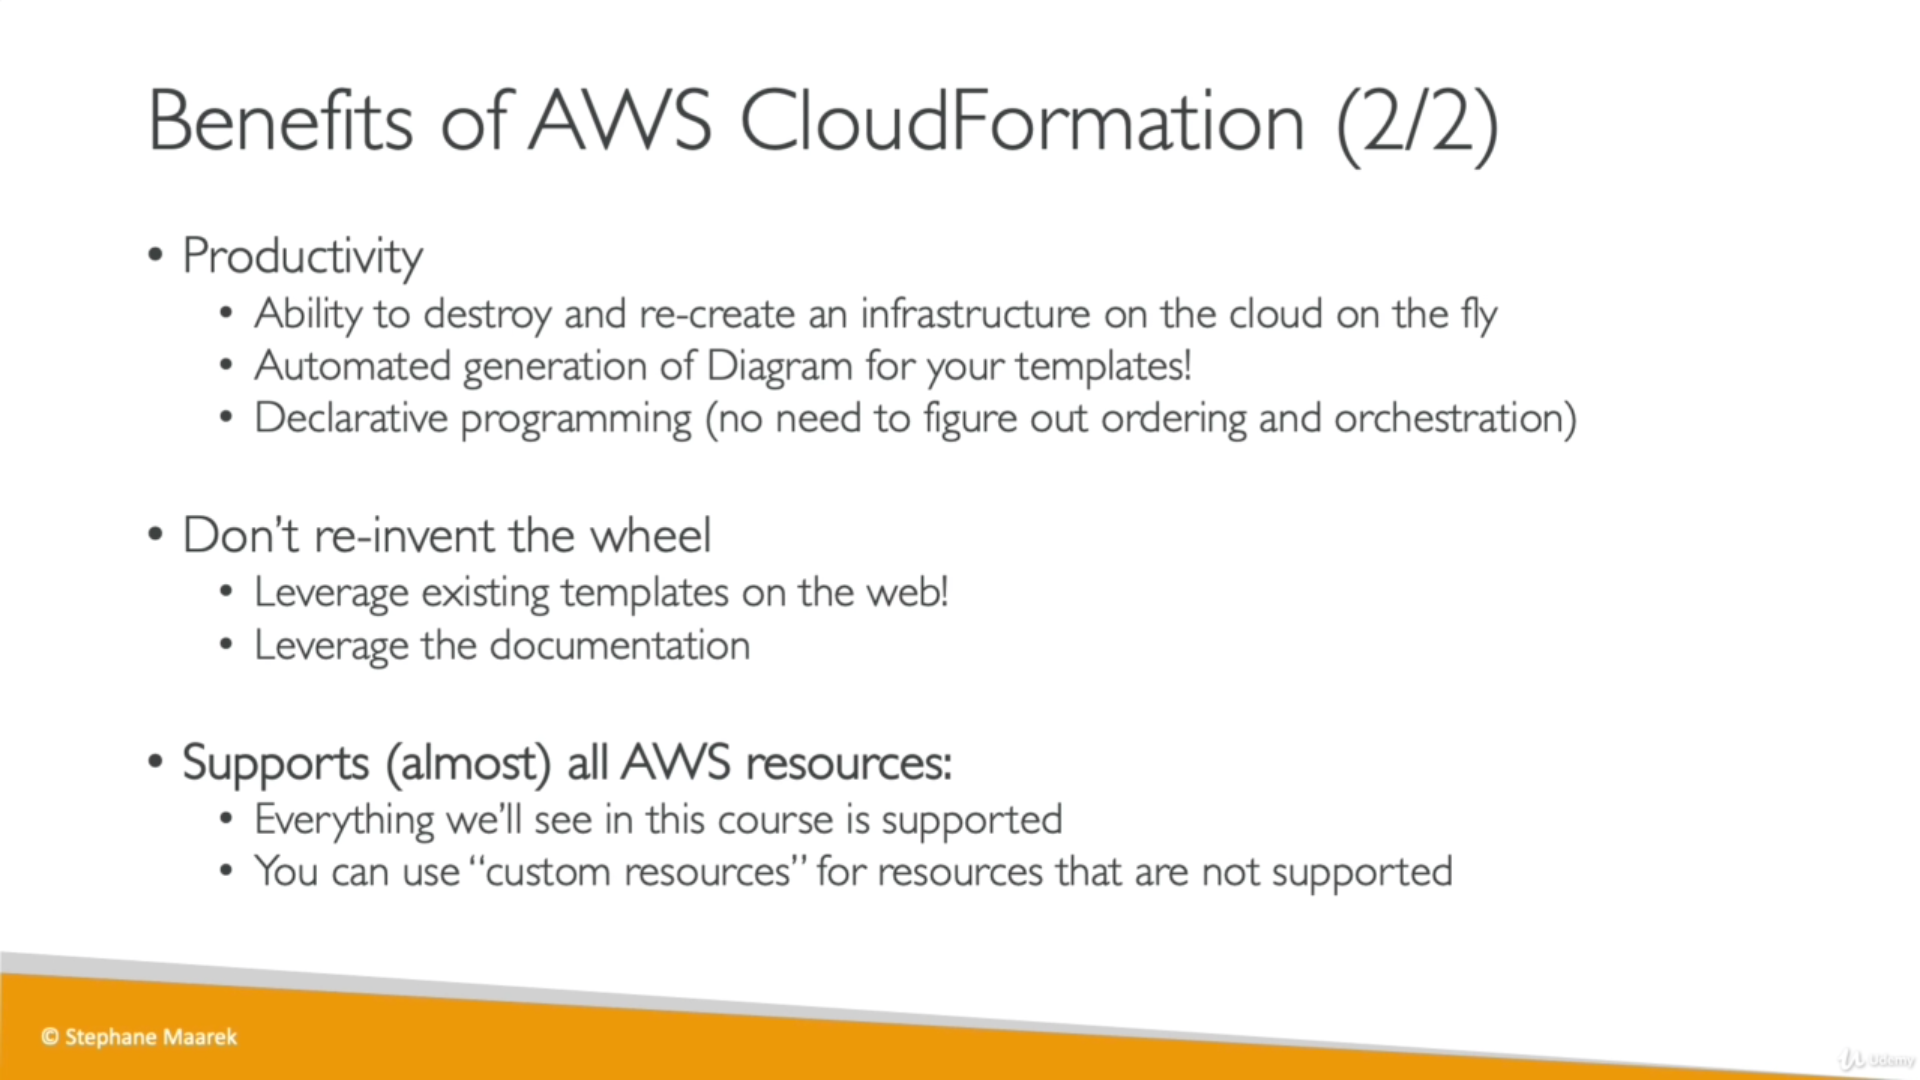 Benefits of AWS CloudFormation (2/2)
• Productivity
• Ability to destroy and re-create an infrastructure on the cloud on the fly
• Automated generation of Diagram for your templates!
• Declarative programming (no need to figure out ordering and orchestration)
• Don’t re-invent the wheel
• Leverage existing templates on the web!
• Leverage the documentation
• Supports (almost) all AWS resources:
• Everything we’ll see in this course is supported
• You can use “custom resources” for resources that are not supported
© Stephane Maarek
Udemy